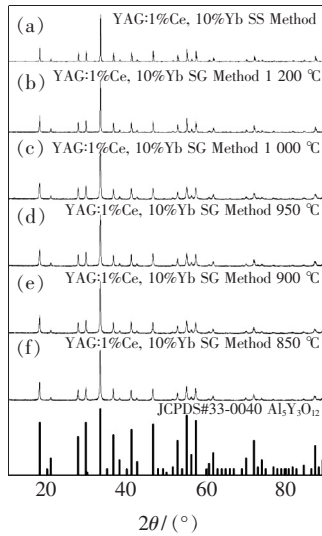 (a) YAG:1%Ce, 10%Yb SS Method
(b) YAG:1%Ce, 10%Yb SG Method 1 200 ℃
(c) YAG:1%Ce, 10%Yb SG Method 1 000 ℃
(d) YAG:1%Ce, 10%Yb SG Method 950 ℃
(e) YAG:1%Ce, 10%Yb SG Method 900 ℃
(f) YAG:1%Ce, 10%Yb SG Method 850 ℃
JCPDS#33-0040 Al₅Y₃O₁₂
20 40 60 80
2θ/(°)